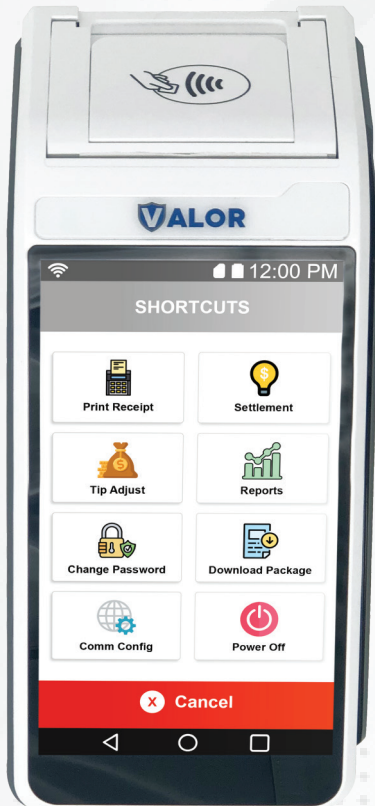 VALOR
12:00 PM
SHORTCUTS
Print Receipt
Settlement
$
Tip Adjust
Reports
Change Password
Download Package
Comm Config
Power Off
X Cancel